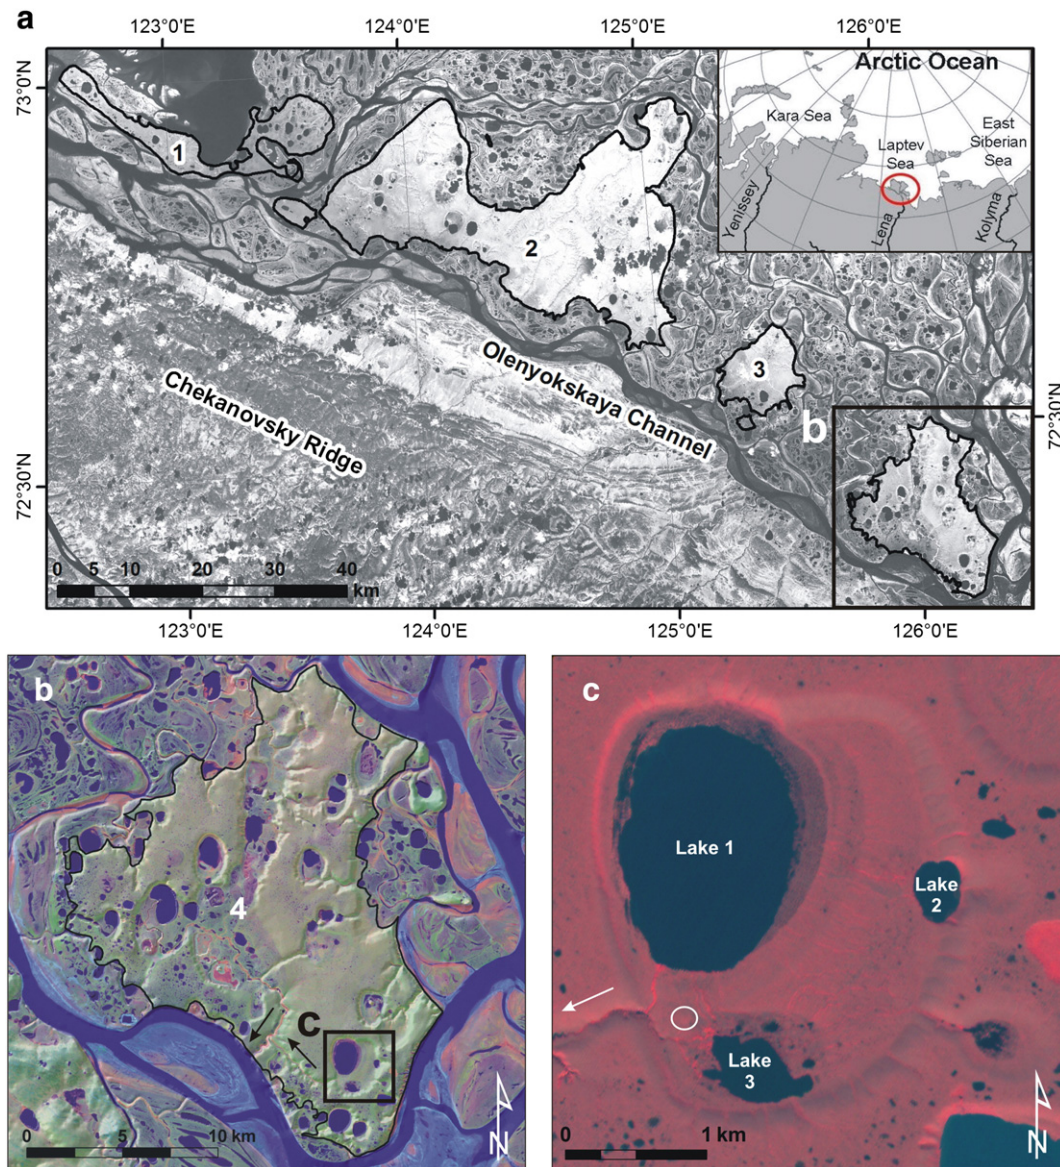 a
123°0'E 124°0'E 125°0'E 126°0'E
73°0'0"N
Arctic Ocean
Kara Sea
Laptev
Sea
East
Siberian
Sea
Yenissey
Lena
Kolyma
1
2
3
b
Olenyokskaya Channel
Chekanovsky Ridge
72°30'0"N
72°30'0"N
0 5 10 20 30 40
km
123°0'E 124°0'E 125°0'E 126°0'E
b
4
c
0 5 10 km
N
c
Lake 1
Lake
2
Lake
3
0 1 km
N